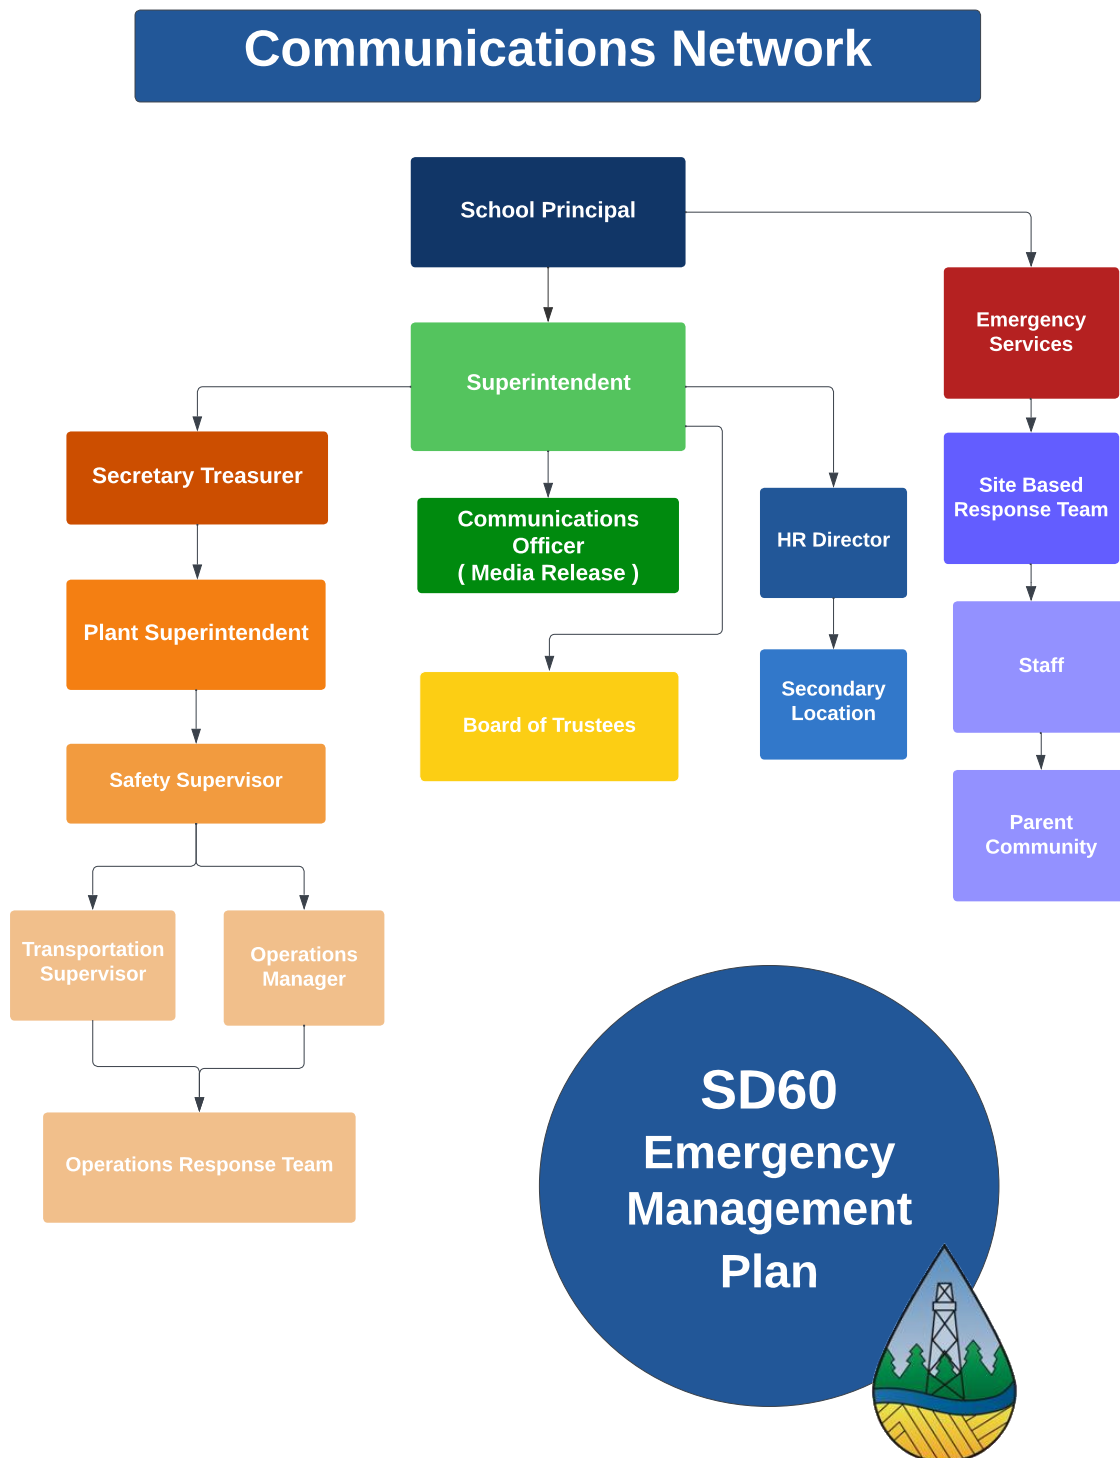 Communications Network
School Principal
Emergency
Services
Superintendent
Secretary Treasurer
Site Based
Response Team
Communications
Officer
( Media Release )
HR Director
Plant Superintendent
Staff
Secondary
Location
Board of Trustees
Safety Supervisor
Parent
Community
Transportation
Supervisor
Operations
Manager
Operations Response Team
SD60
Emergency
Management
Plan